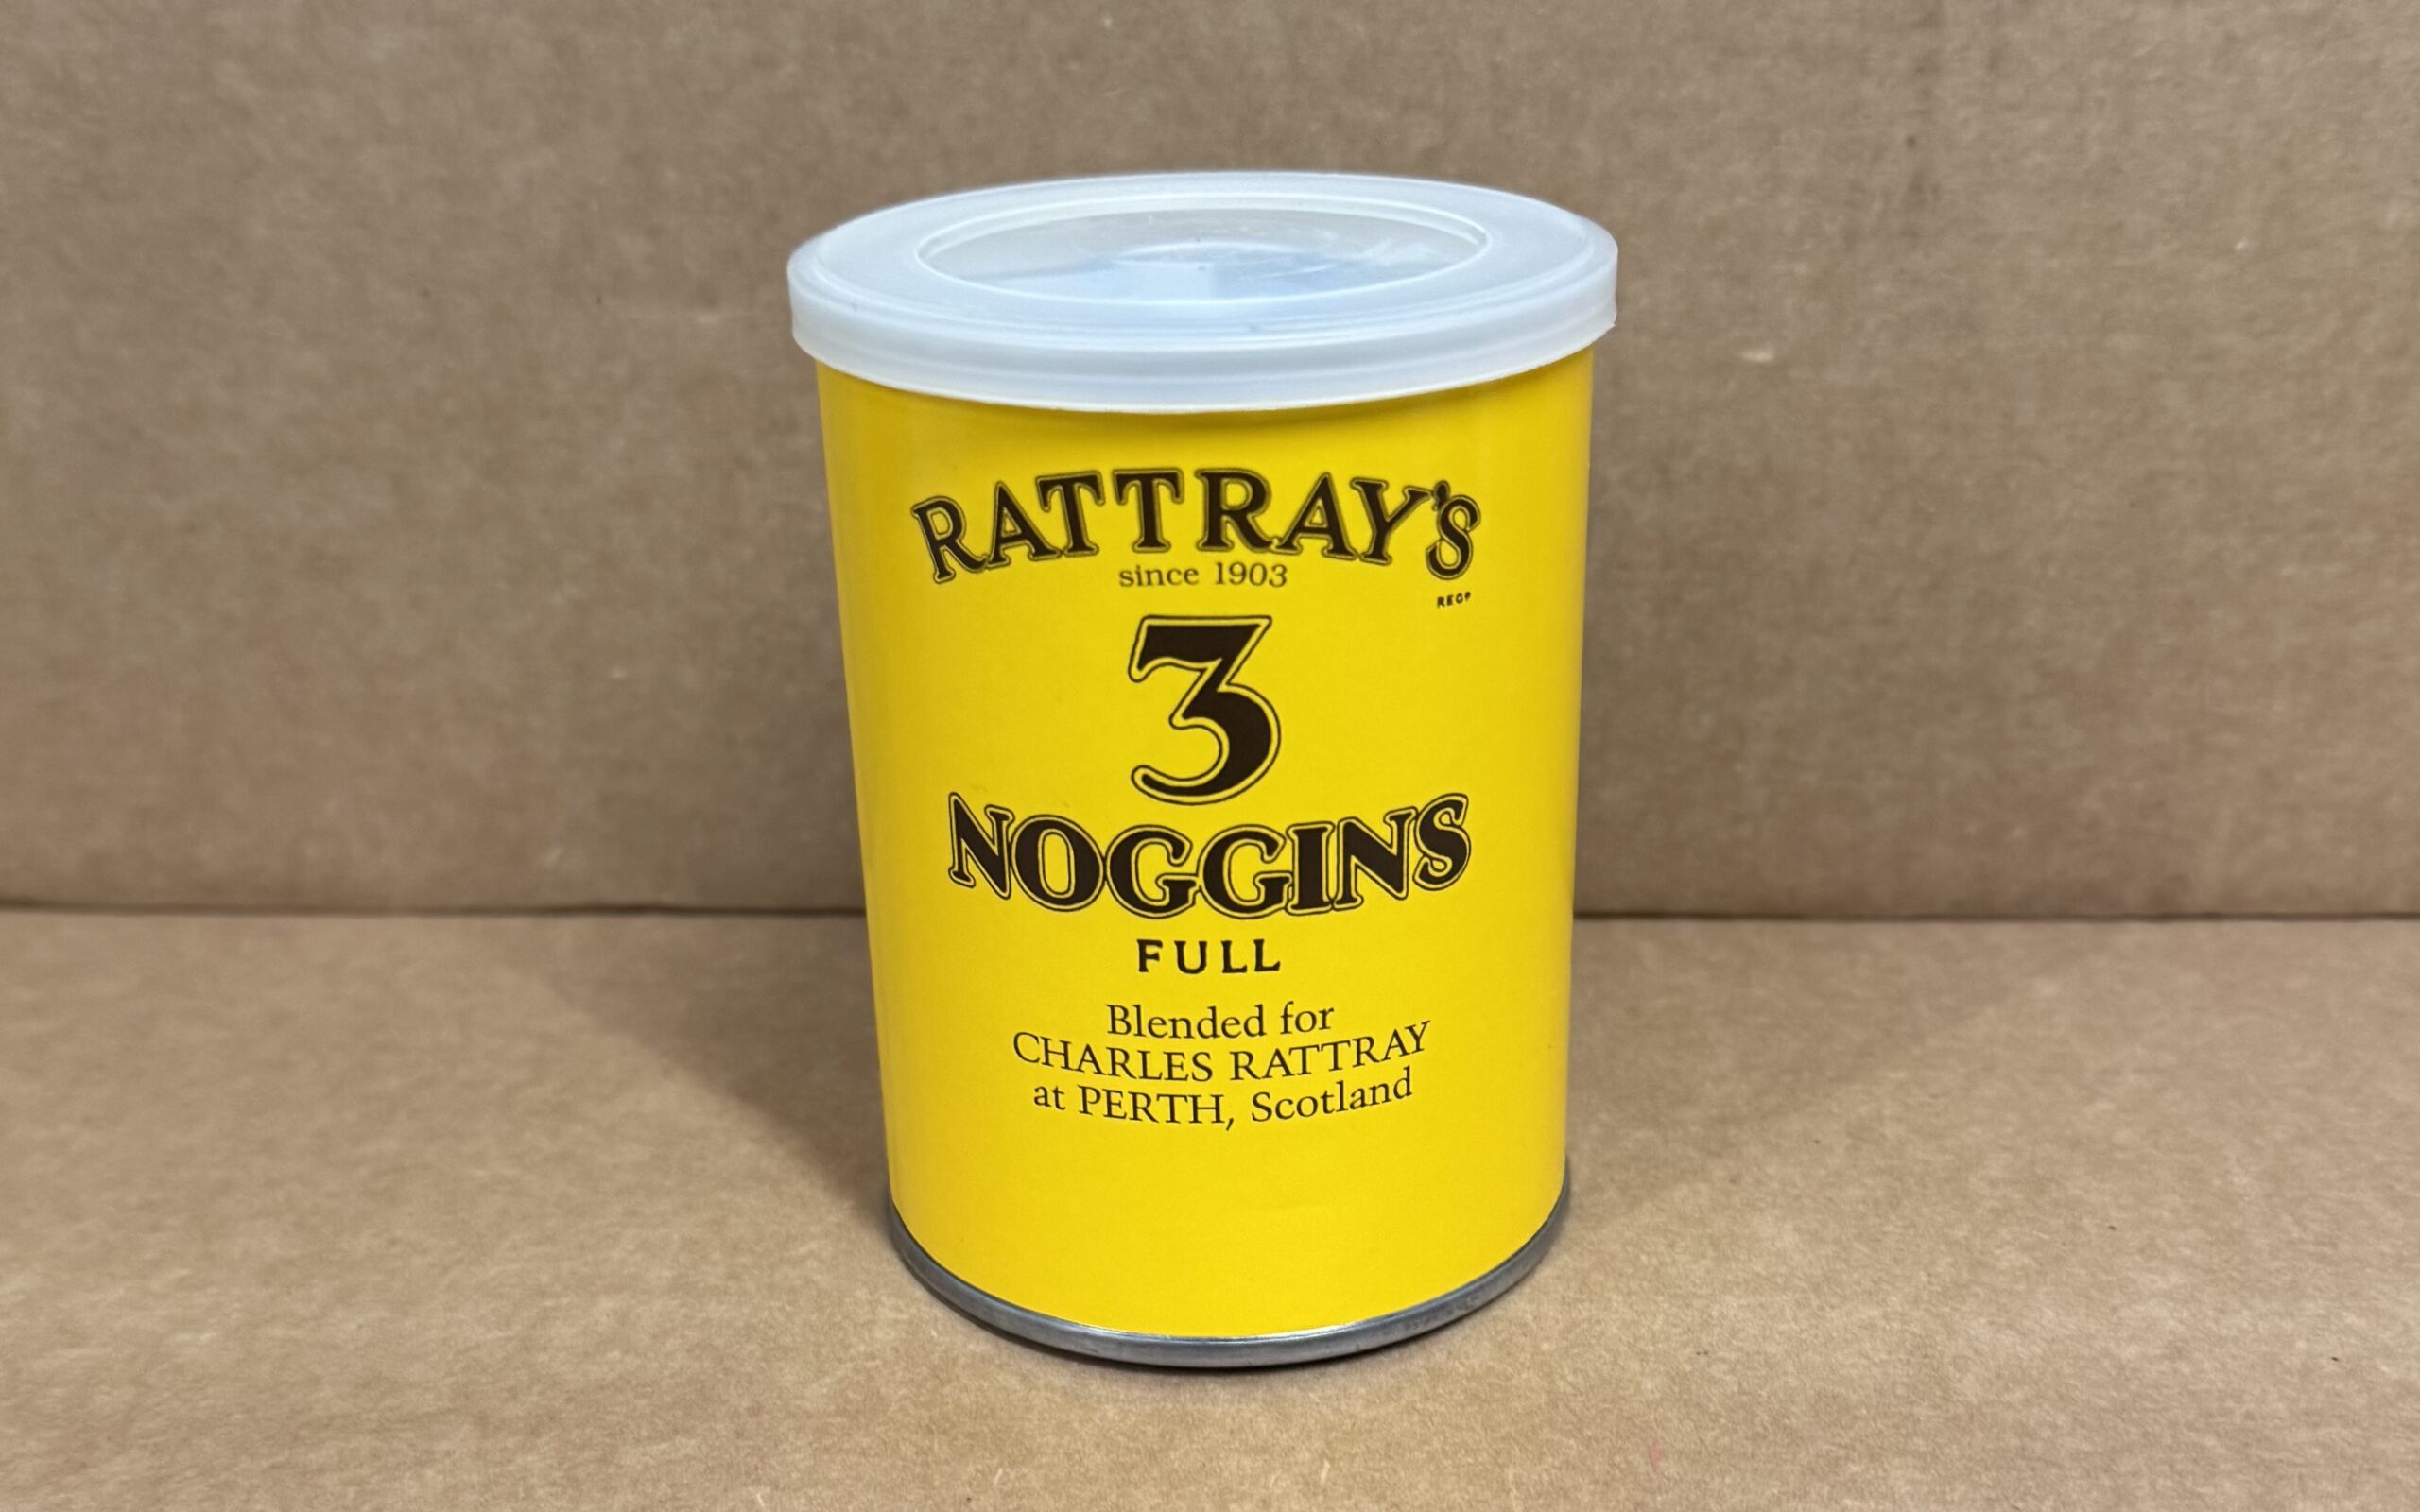 RATTRAY'S
since 1903
REGD
3
NOGGINS
FULL
Blended for
CHARLES RATTRAY
at PERTH, Scotland